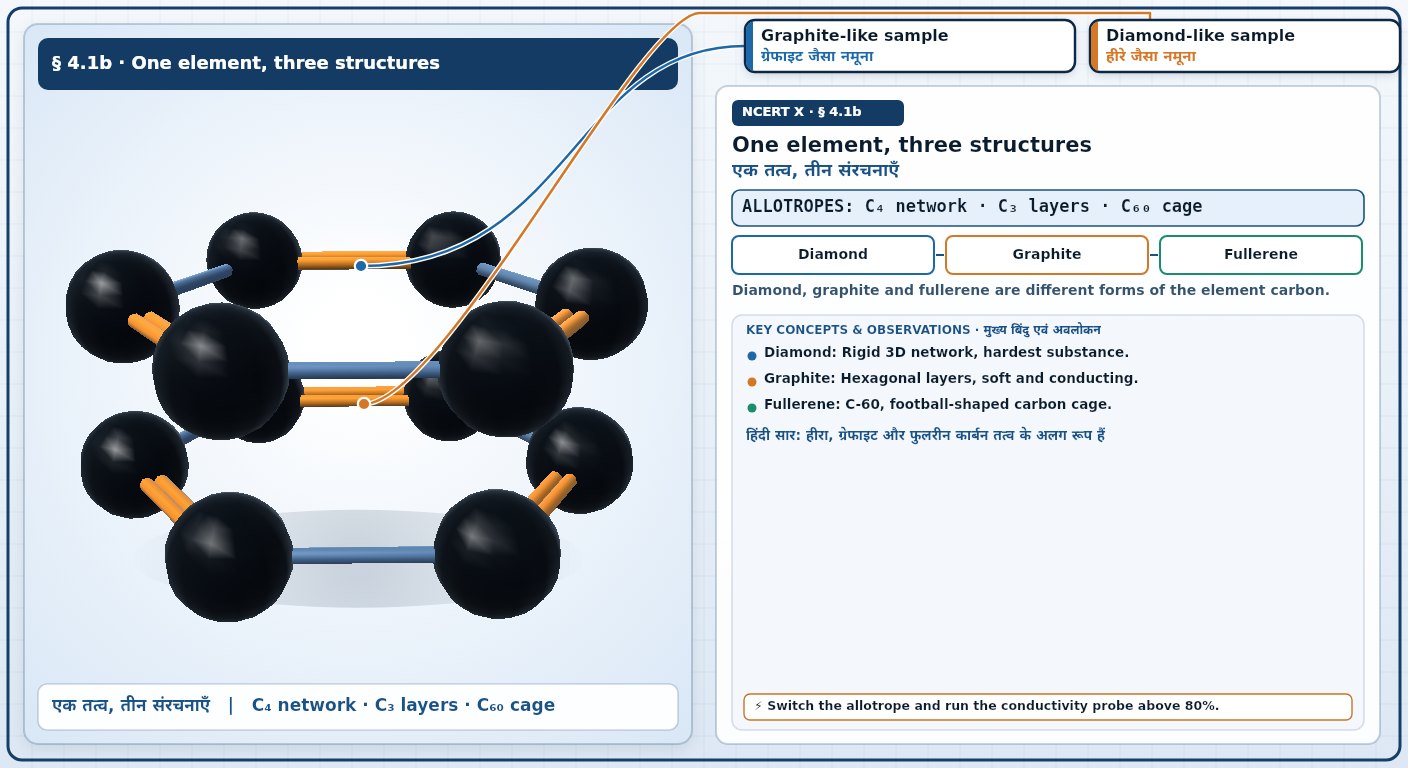 § 4.1b · One element, three structures
Graphite-like sample
ग्रेफाइट जैसा नमूना
Diamond-like sample
हीरे जैसा नमूना
NCERT X · § 4.1b
One element, three structures
एक तत्व, तीन संरचनाएँ
ALLOTROPES: C₄ network · C₃ layers · C₆₀ cage
Diamond
Graphite
Fullerene
Diamond, graphite and fullerene are different forms of the element carbon.
KEY CONCEPTS & OBSERVATIONS · मुख्य बिंदु एवं अवलोकन
Diamond: Rigid 3D network, hardest substance.
Graphite: Hexagonal layers, soft and conducting.
Fullerene: C-60, football-shaped carbon cage.
हिंदी सार: हीरा, ग्रेफाइट और फुलरीन कार्बन तत्व के अलग रूप हैं
⚡ Switch the allotrope and run the conductivity probe above 80%.
एक तत्व, तीन संरचनाएँ | C₄ network · C₃ layers · C₆₀ cage